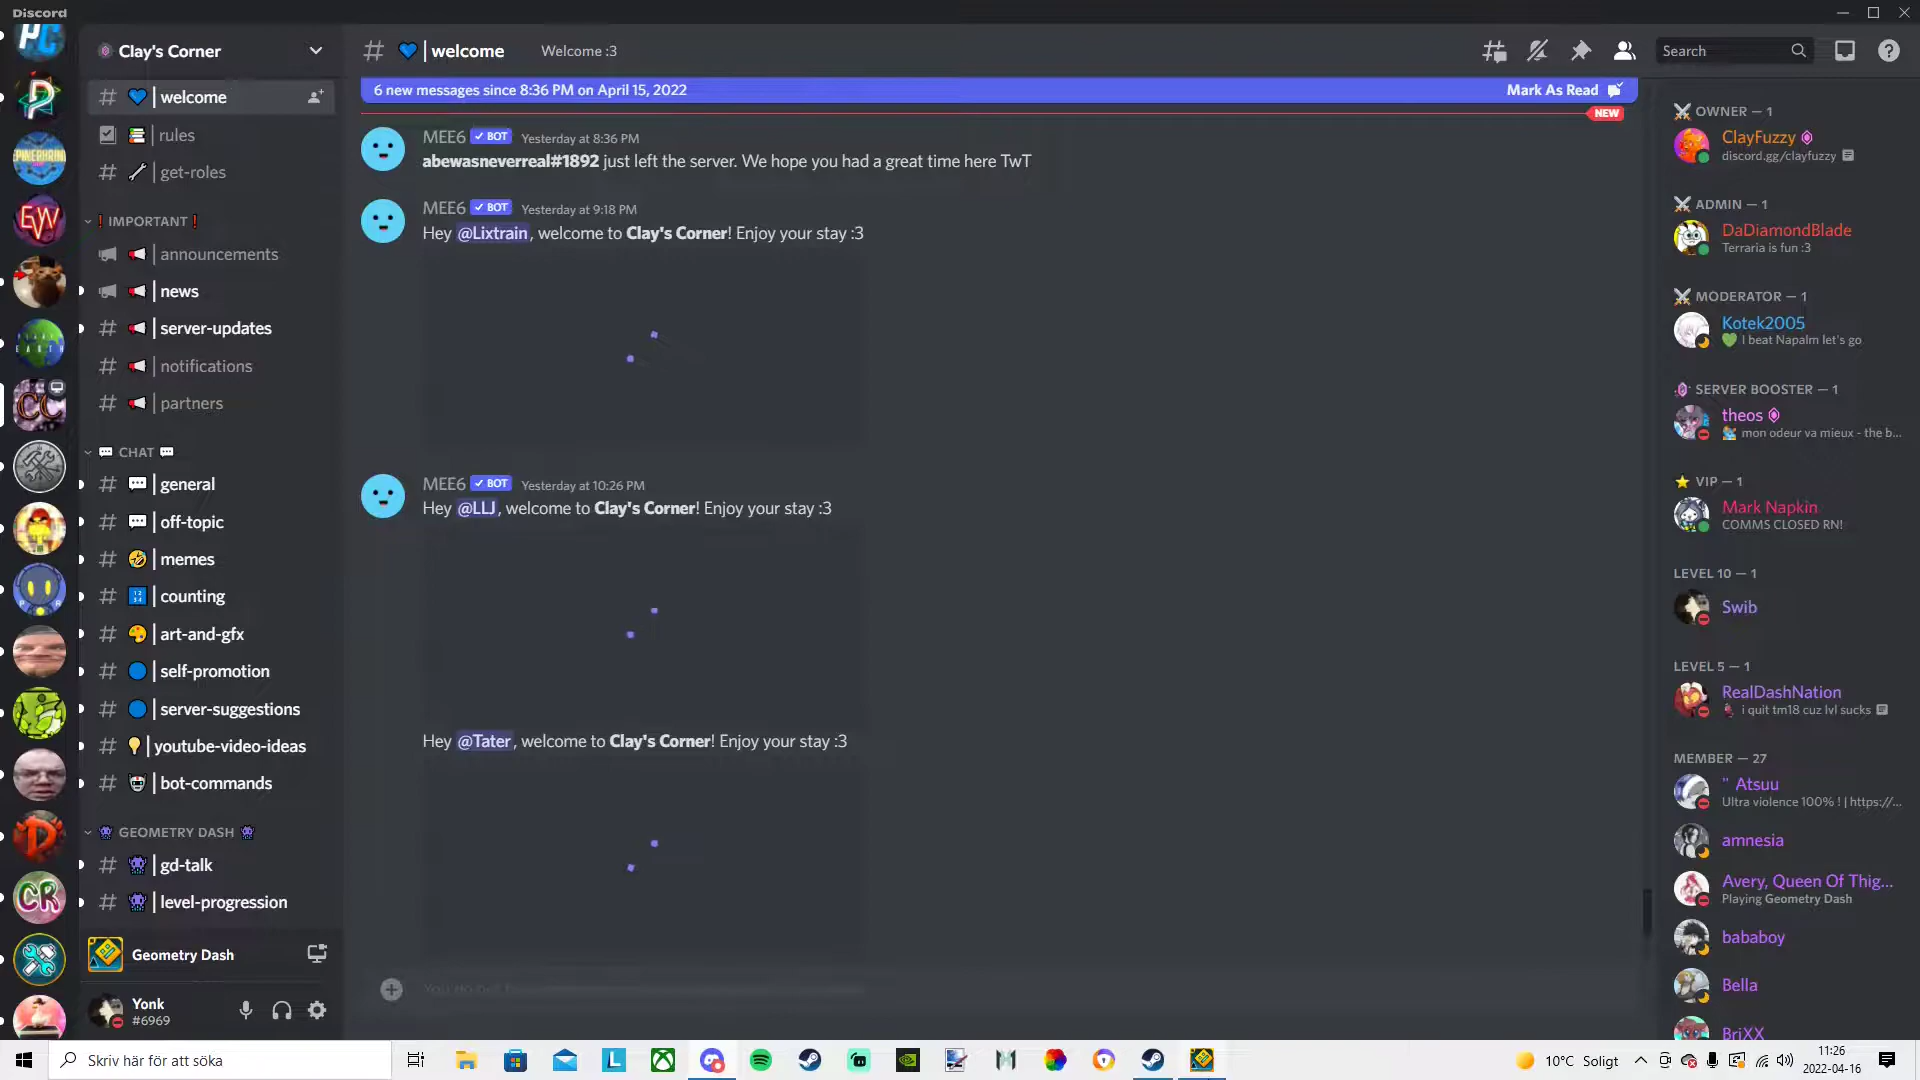 Discord
Clay's Corner
welcome
rules
get-roles
IMPORTANT
announcements
news
server-updates
notifications
partners
CHAT
general
off-topic
memes
counting
art-and-gfx
self-promotion
server-suggestions
youtube-video-ideas
bot-commands
GEOMETRY DASH
gd-talk
level-progression
Geometry Dash
Yonk
#6969
welcome
Welcome :3
Search
6 new messages since 8:36 PM on April 15, 2022
Mark As Read
NEW
MEE6 BOT Yesterday at 8:36 PM
abewasneverreal#1892 just left the server. We hope you had a great time here TwT
MEE6 BOT Yesterday at 9:18 PM
Hey @Lixtrain, welcome to Clay's Corner! Enjoy your stay :3
MEE6 BOT Yesterday at 10:26 PM
Hey @LLJ, welcome to Clay's Corner! Enjoy your stay :3
Hey @Tater, welcome to Clay's Corner! Enjoy your stay :3
OWNER — 1
ClayFuzzy
discord.gg/clayfuzzy
ADMIN — 1
DaDiamondBlade
Terraria is fun :3
MODERATOR — 1
Kotek2005
I beat Napalm let's go
SERVER BOOSTER — 1
theos
mon odeur va mieux - the b...
VIP — 1
Mark Napkin
COMMS CLOSED RN!
LEVEL 10 — 1
Swib
LEVEL 5 — 1
RealDashNation
i quit tm18 cuz lvl sucks
MEMBER — 27
" Atsuu
Ultra violence 100% ! | https://...
amnesia
Avery, Queen Of Thig...
Playing Geometry Dash
bababoy
Bella
BriXX
Skriv här för att söka
10°C Soligt
11:26
2022-04-16